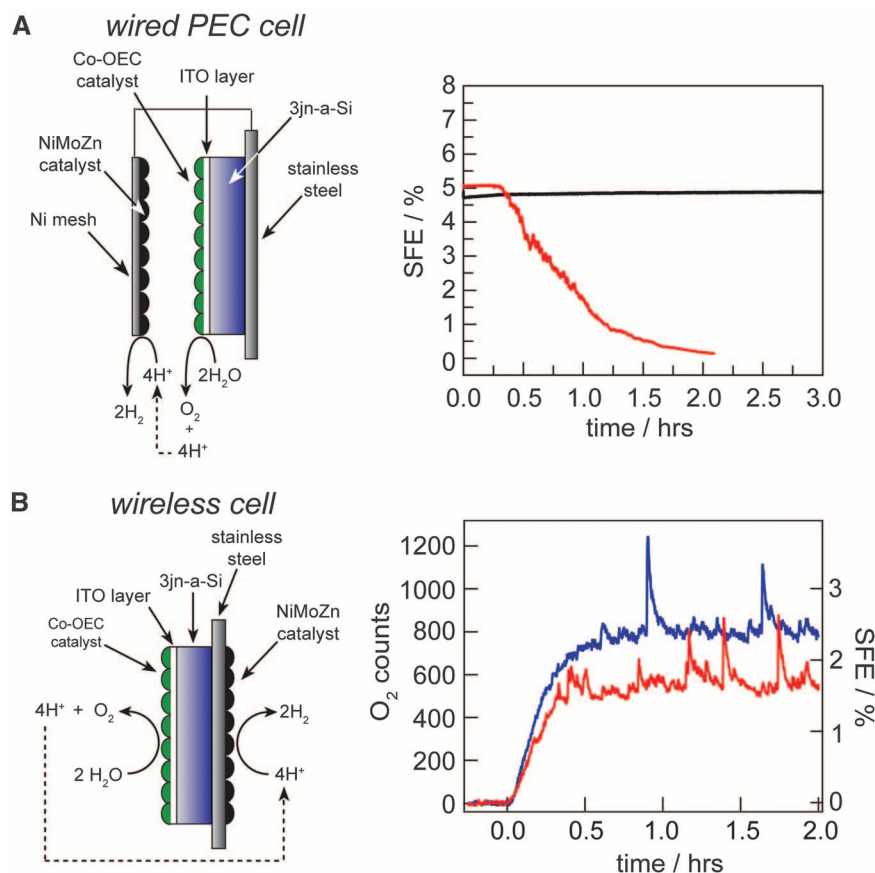 A
wired PEC cell
Co-OEC
catalyst
ITO layer
3jn-a-Si
NiMoZn
catalyst
stainless
steel
Ni mesh
4H⁺
2H₂O
2H₂
O₂
+
4H⁺
SFE / %
8
7
6
5
4
3
2
1
0
0.0 0.5 1.0 1.5 2.0 2.5 3.0
time / hrs
B
wireless cell
stainless
steel
3jn-a-Si
ITO layer
NiMoZn
catalyst
Co-OEC
catalyst
4H⁺ + O₂
2H₂
2 H₂O
4H⁺
O₂ counts
1200
1000
800
600
400
200
0
3
2
1
0
SFE / %
0.0 0.5 1.0 1.5 2.0
time / hrs